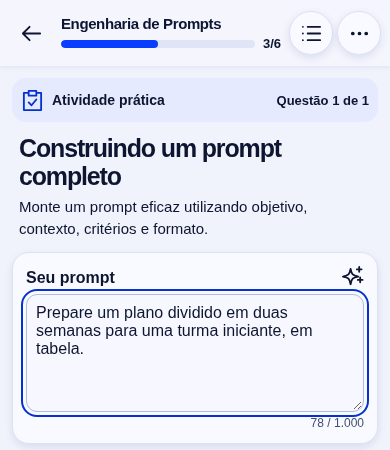 Engenharia de Prompts
3/6
Atividade prática
Questão 1 de 1
Construindo um prompt
completo
Monte um prompt eficaz utilizando objetivo,
contexto, critérios e formato.
Seu prompt
Prepare um plano dividido em duas
semanas para uma turma iniciante, em
tabela.
78 / 1.000